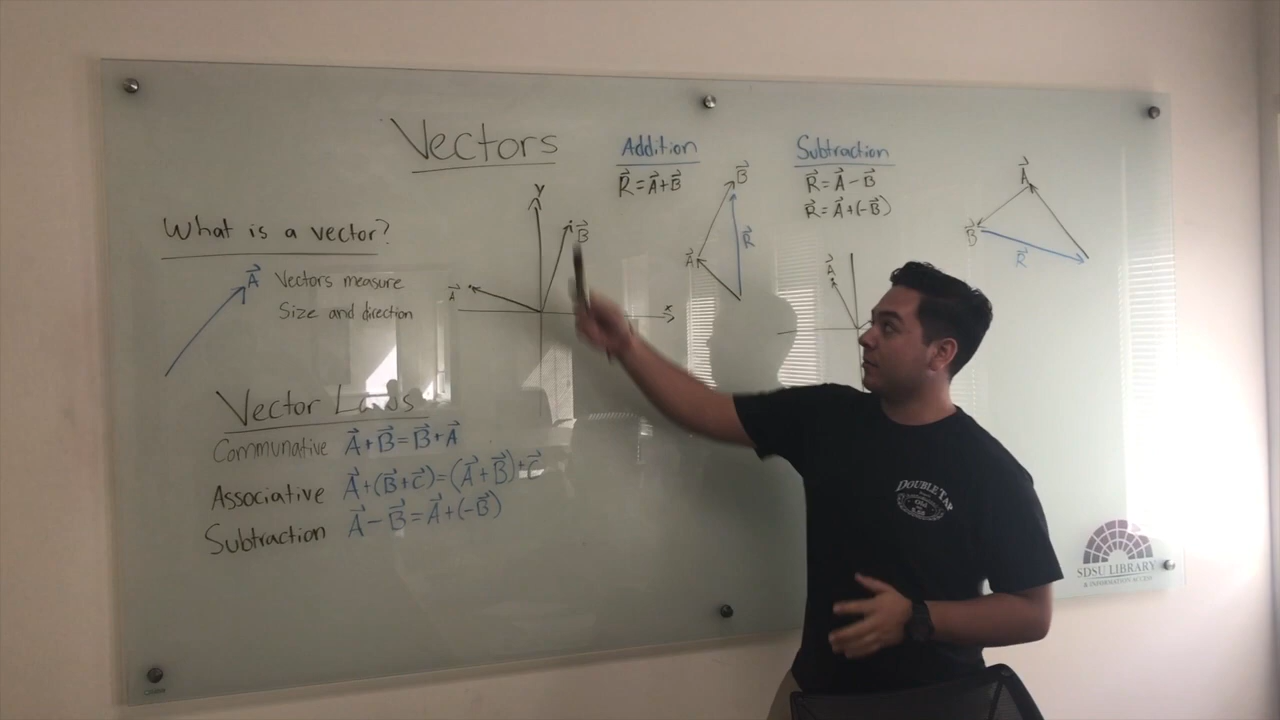 Vectors
What is a vector?
A⃗
Vectors measure
Size and direction
Vector Laws
Communative A⃗+B⃗=B⃗+A⃗
Associative A⃗+(B⃗+C⃗)=(A⃗+B⃗)+C⃗
Subtraction A⃗-B⃗=A⃗+(-B⃗)
y
B⃗
A⃗
x
Addition
R⃗=A⃗+B⃗
B⃗
R⃗
A⃗
Subtraction
R⃗=A⃗-B⃗
R⃗=A⃗+(-B⃗)
A⃗
A⃗
B⃗
R⃗
DOUBLE TAP
SDSU LIBRARY
& INFORMATION ACCESS